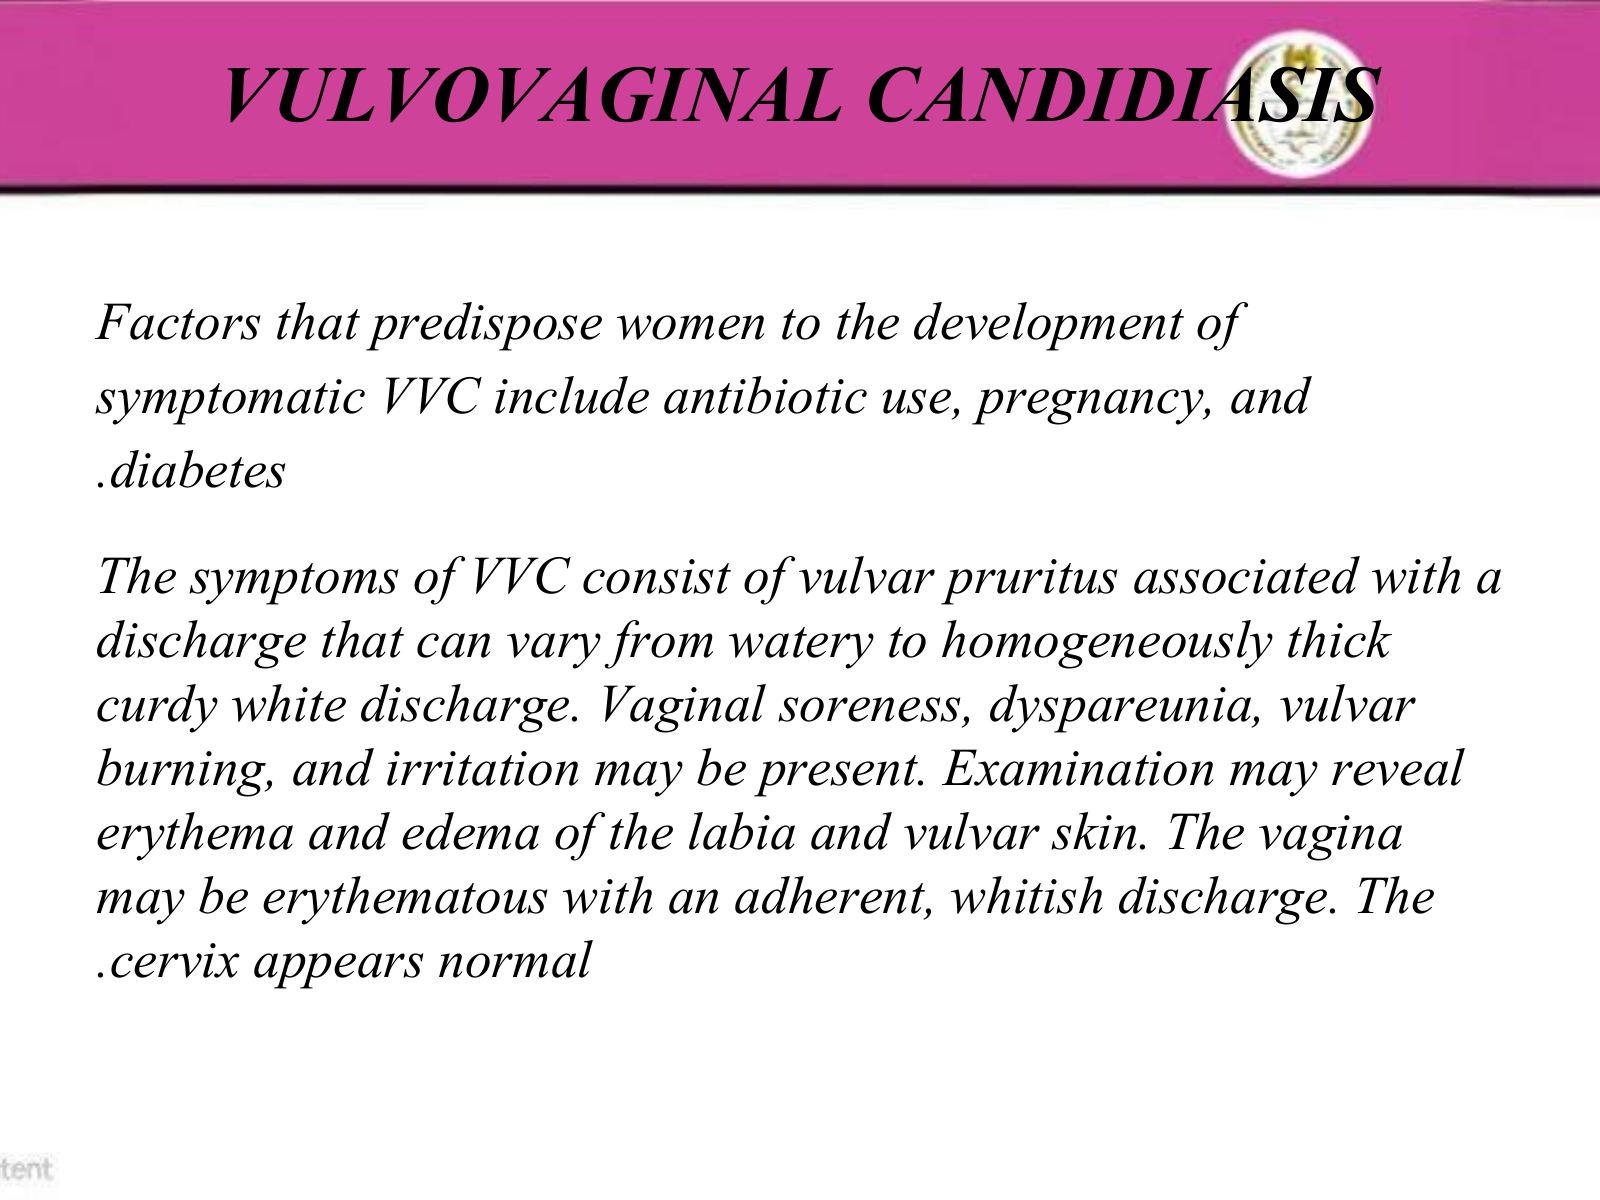 VULVOVAGINAL CANDIDIASIS
Factors that predispose women to the development of
symptomatic VVC include antibiotic use, pregnancy, and
.diabetes
The symptoms of VVC consist of vulvar pruritus associated with a
discharge that can vary from watery to homogeneously thick
curdy white discharge. Vaginal soreness, dyspareunia, vulvar
burning, and irritation may be present. Examination may reveal
erythema and edema of the labia and vulvar skin. The vagina
may be erythematous with an adherent, whitish discharge. The
.cervix appears normal
tent